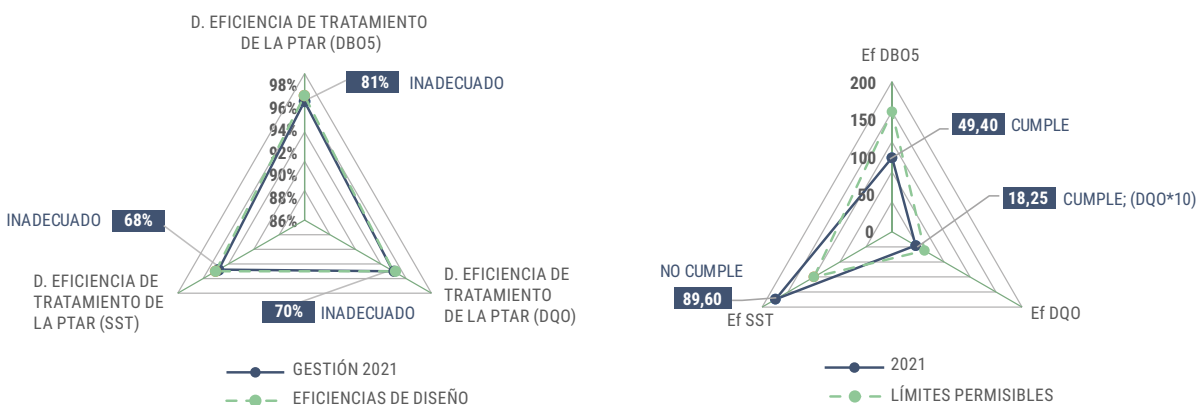 D. EFICIENCIA DE TRATAMIENTO
DE LA PTAR (DBO5)
98%
96%
94%
92%
90%
88%
86%
81% INADECUADO
INADECUADO 68%
70% INADECUADO
D. EFICIENCIA DE
TRATAMIENTO DE
LA PTAR (SST)
D. EFICIENCIA DE
TRATAMIENTO
DE LA PTAR (DQO)
GESTIÓN 2021
EFICIENCIAS DE DISEÑO
Ef DBO5
200
150
100
50
0
49,40 CUMPLE
18,25 CUMPLE; (DQO*10)
NO CUMPLE
89,60
Ef SST
Ef DQO
2021
LÍMITES PERMISIBLES